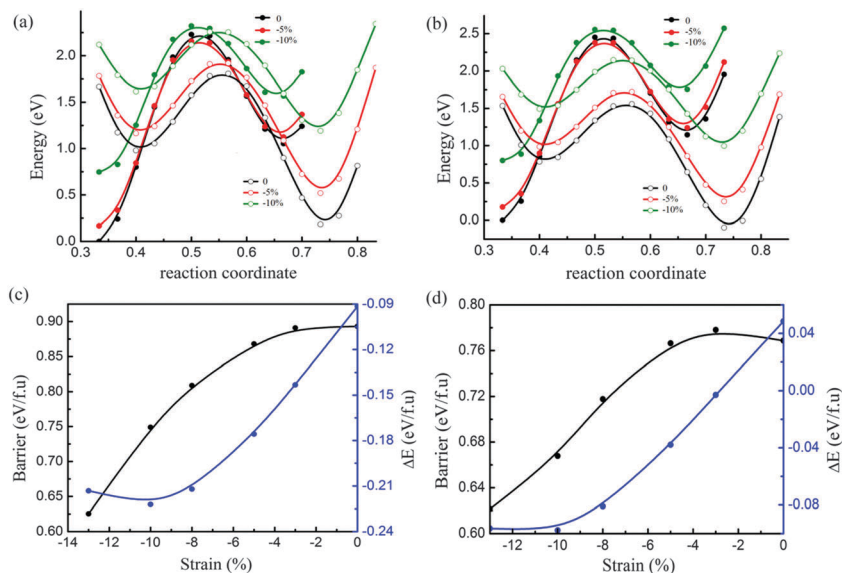 (a)
Energy (eV)
2.5
2.0
1.5
1.0
0.5
0.0
0.3 0.4 0.5 0.6 0.7 0.8
reaction coordinate
0
-5%
-10%
0
-5%
-10%
(b)
Energy (eV)
2.5
2.0
1.5
1.0
0.5
0.0
0.3 0.4 0.5 0.6 0.7 0.8 0.9
reaction coordinate
0
-5%
-10%
0
-5%
-10%
(c)
Barrier (eV/f.u)
0.90
0.85
0.80
0.75
0.70
0.65
0.60
-14 -12 -10 -8 -6 -4 -2 0
Strain (%)
-0.09
-0.12
-0.15
-0.18
-0.21
-0.24
ΔE (eV/f.u)
(d)
Barrier (eV/f.u)
0.80
0.76
0.72
0.68
0.64
0.60
-12 -10 -8 -6 -4 -2 0
Strain (%)
0.04
0.00
-0.04
-0.08
ΔE (eV/f.u)